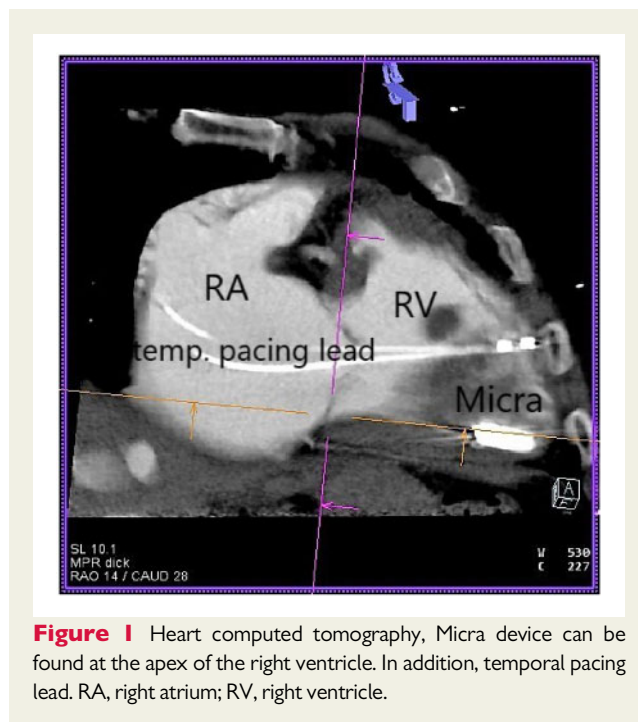 RA
RV
temp. pacing lead
Micra
A
SL 10.1
MPR dick
RAO 14 / CAUD 28
W 530
C 227
Figure 1 Heart computed tomography, Micra device can be
found at the apex of the right ventricle. In addition, temporal pacing
lead. RA, right atrium; RV, right ventricle.